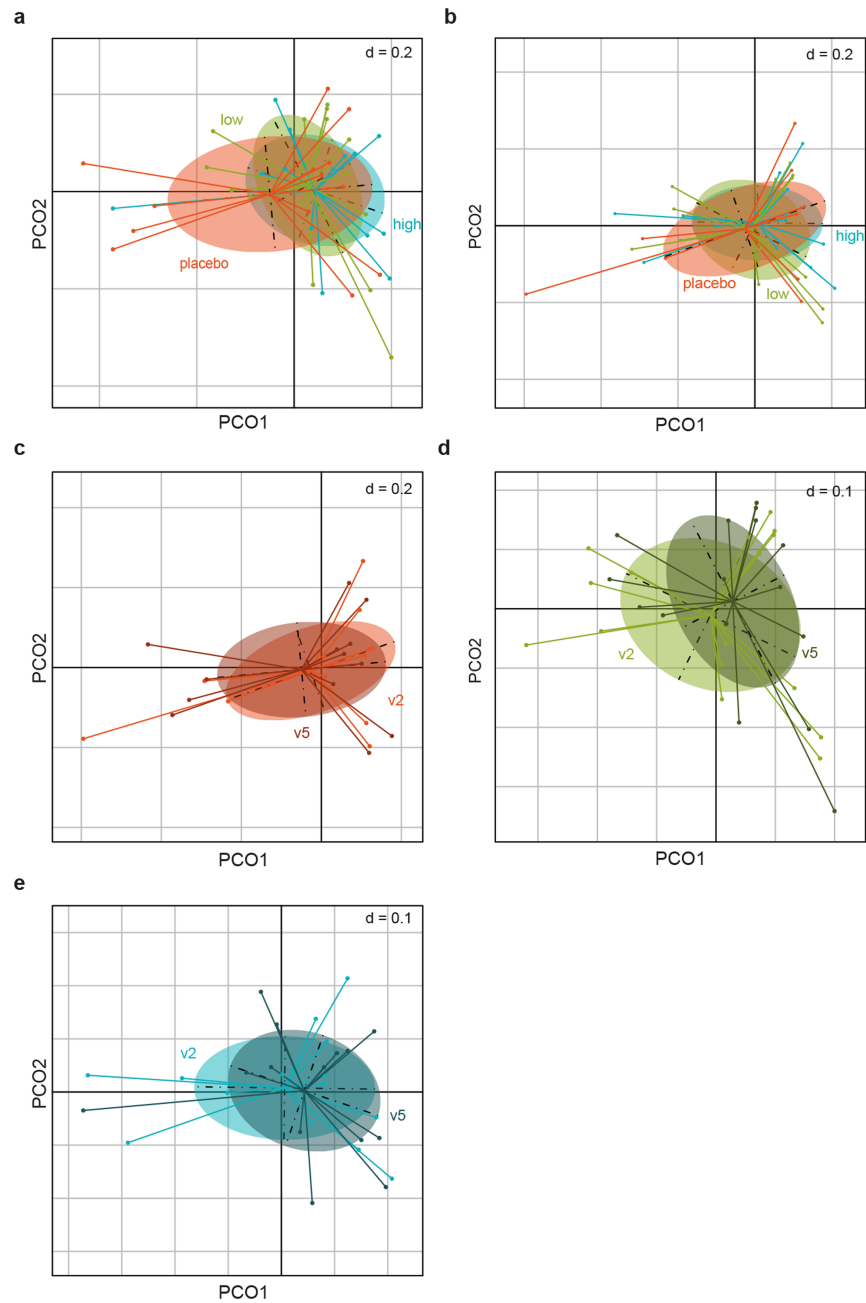 a
d = 0.2
low
high
placebo
PCO2
PCO1
b
d = 0.2
high
placebo
low
PCO2
PCO1
c
d = 0.2
v2
v5
PCO2
PCO1
d
d = 0.1
v2
v5
PCO2
PCO1
e
d = 0.1
v2
v5
PCO2
PCO1